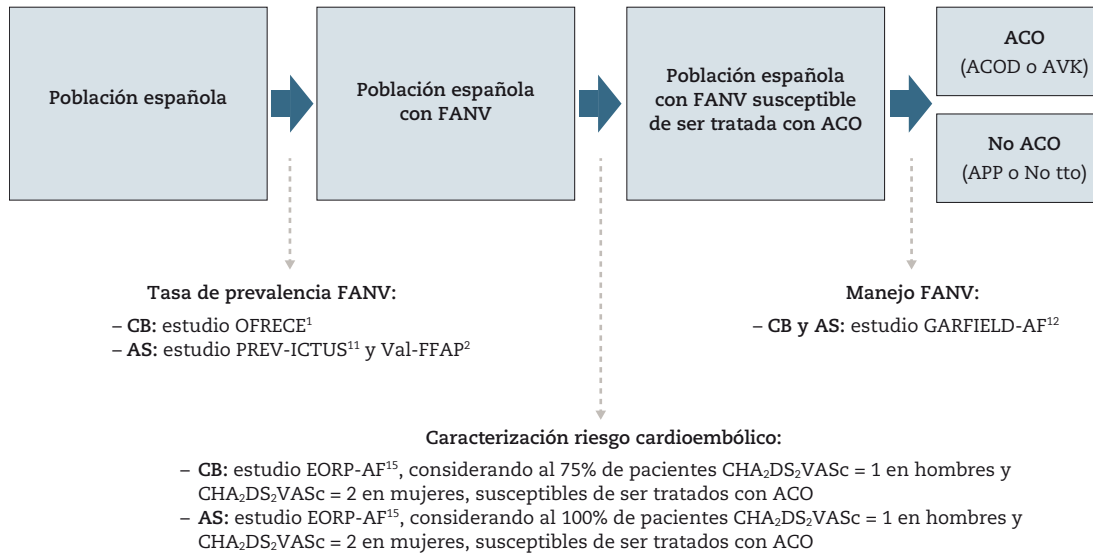 Población española
Población española
con FANV
Población española
con FANV susceptible
de ser tratada con ACO
ACO
(ACOD o AVK)
No ACO
(APP o No tto)
Tasa de prevalencia FANV:
– CB: estudio OFRECE¹
– AS: estudio PREV-ICTUS¹¹ y Val-FFAP²
Manejo FANV:
– CB y AS: estudio GARFIELD-AF¹²
Caracterización riesgo cardioembólico:
– CB: estudio EORP-AF¹⁵, considerando al 75% de pacientes CHA₂DS₂VASc = 1 en hombres y
CHA₂DS₂VASc = 2 en mujeres, susceptibles de ser tratados con ACO
– AS: estudio EORP-AF¹⁵, considerando al 100% de pacientes CHA₂DS₂VASc = 1 en hombres y
CHA₂DS₂VASc = 2 en mujeres, susceptibles de ser tratados con ACO